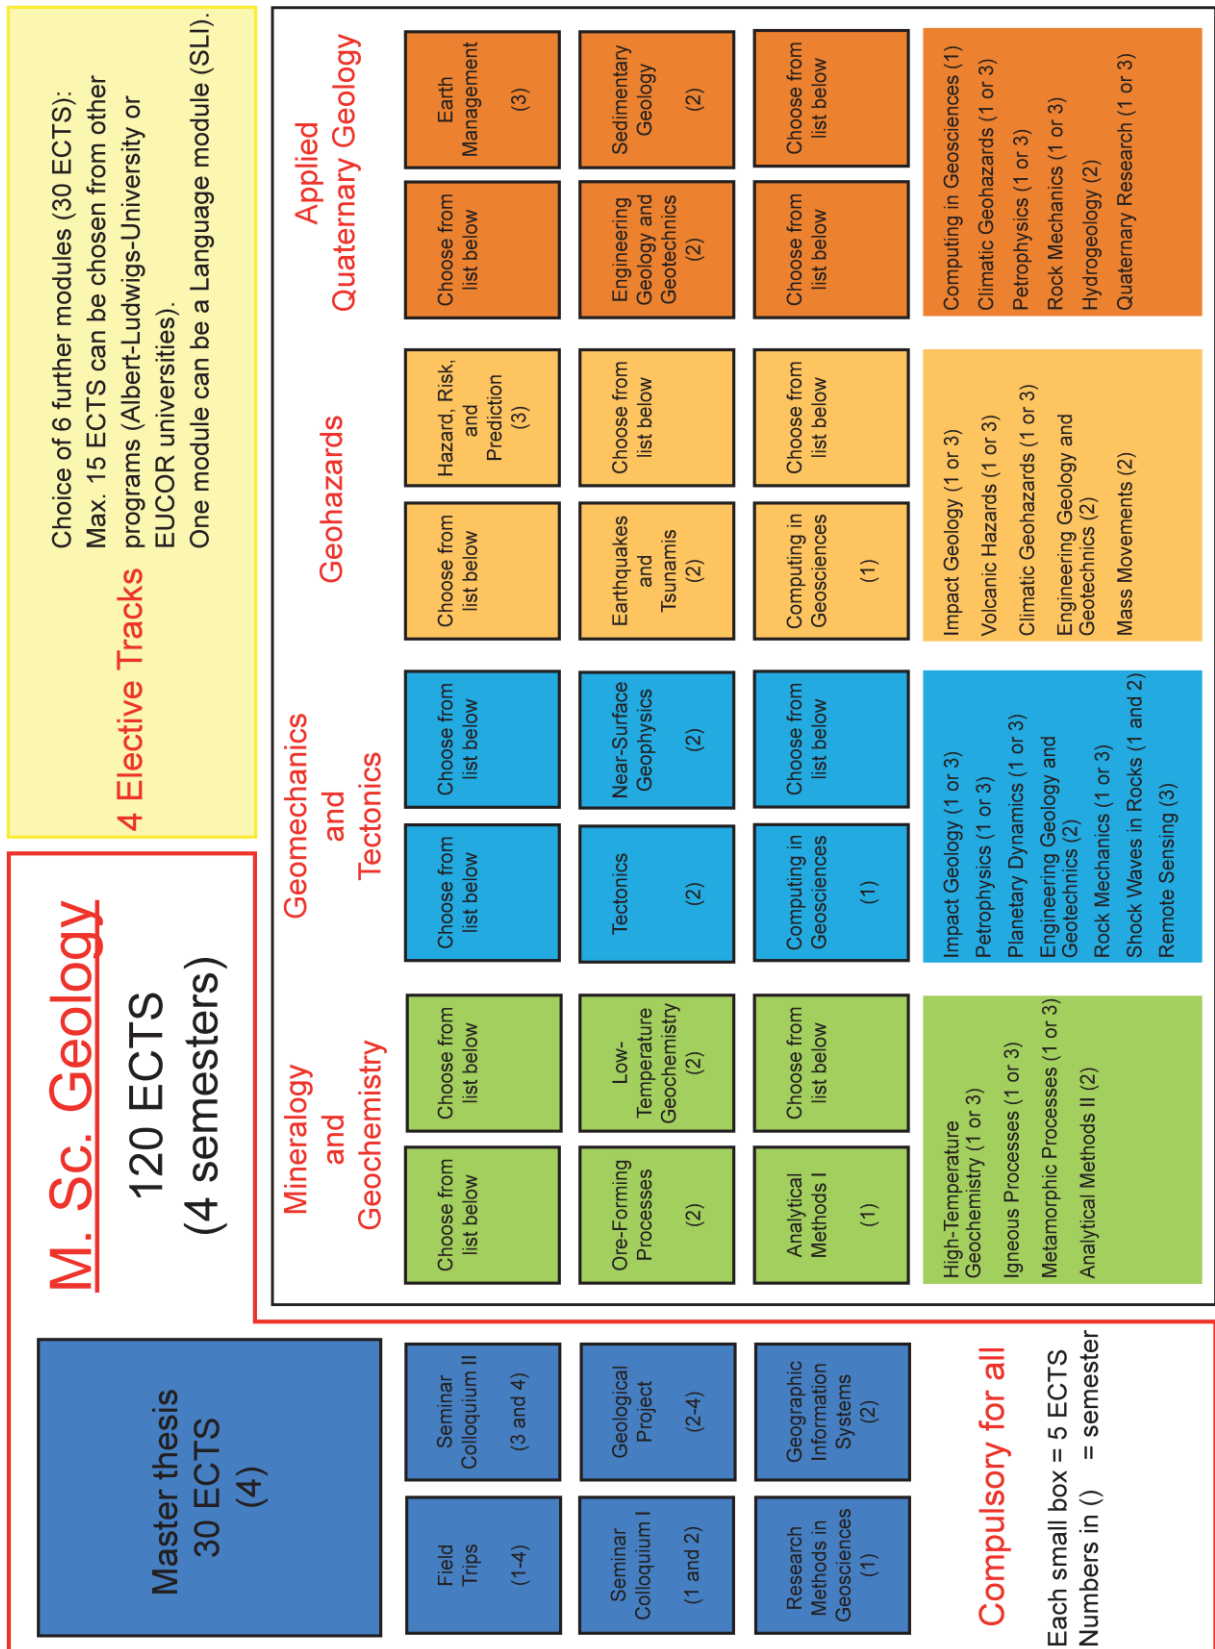 M. Sc. Geology
120 ECTS
(4 semesters)
4 Elective Tracks
Choice of 6 further modules (30 ECTS):
Max. 15 ECTS can be chosen from other
programs (Albert-Ludwigs-University or
EUCOR universities).
One module can be a Language module (SLI).
Master thesis
30 ECTS
(4)
Field
Trips
(1-4)
Seminar
Colloquium II
(3 and 4)
Seminar
Colloquium I
(1 and 2)
Geological
Project
(2-4)
Research
Methods in
Geosciences
(1)
Geographic
Information
Systems
(2)
Compulsory for all
Each small box = 5 ECTS
Numbers in () = semester
Mineralogy
and
Geochemistry
Choose from
list below
Choose from
list below
Ore-Forming
Processes
(2)
Low-
Temperature
Geochemistry
(2)
Analytical
Methods I
(1)
Choose from
list below
High-Temperature
Geochemistry (1 or 3)
Igneous Processes (1 or 3)
Metamorphic Processes (1 or 3)
Analytical Methods II (2)
Geomechanics
and
Tectonics
Choose from
list below
Choose from
list below
Tectonics
(2)
Near-Surface
Geophysics
(2)
Computing in
Geosciences
(1)
Choose from
list below
Impact Geology (1 or 3)
Petrophysics (1 or 3)
Planetary Dynamics (1 or 3)
Engineering Geology and
Geotechnics (2)
Rock Mechanics (1 or 3)
Shock Waves in Rocks (1 and 2)
Remote Sensing (3)
Geohazards
Choose from
list below
Hazard, Risk,
and
Prediction
(3)
Earthquakes
and
Tsunamis
(2)
Choose from
list below
Computing in
Geosciences
(1)
Choose from
list below
Impact Geology (1 or 3)
Volcanic Hazards (1 or 3)
Climatic Geohazards (1 or 3)
Engineering Geology and
Geotechnics (2)
Mass Movements (2)
Applied
Quaternary Geology
Choose from
list below
Earth
Management
(3)
Engineering
Geology and
Geotechnics
(2)
Sedimentary
Geology
(2)
Choose from
list below
Choose from
list below
Computing in Geosciences (1)
Climatic Geohazards (1 or 3)
Petrophysics (1 or 3)
Rock Mechanics (1 or 3)
Hydrogeology (2)
Quaternary Research (1 or 3)